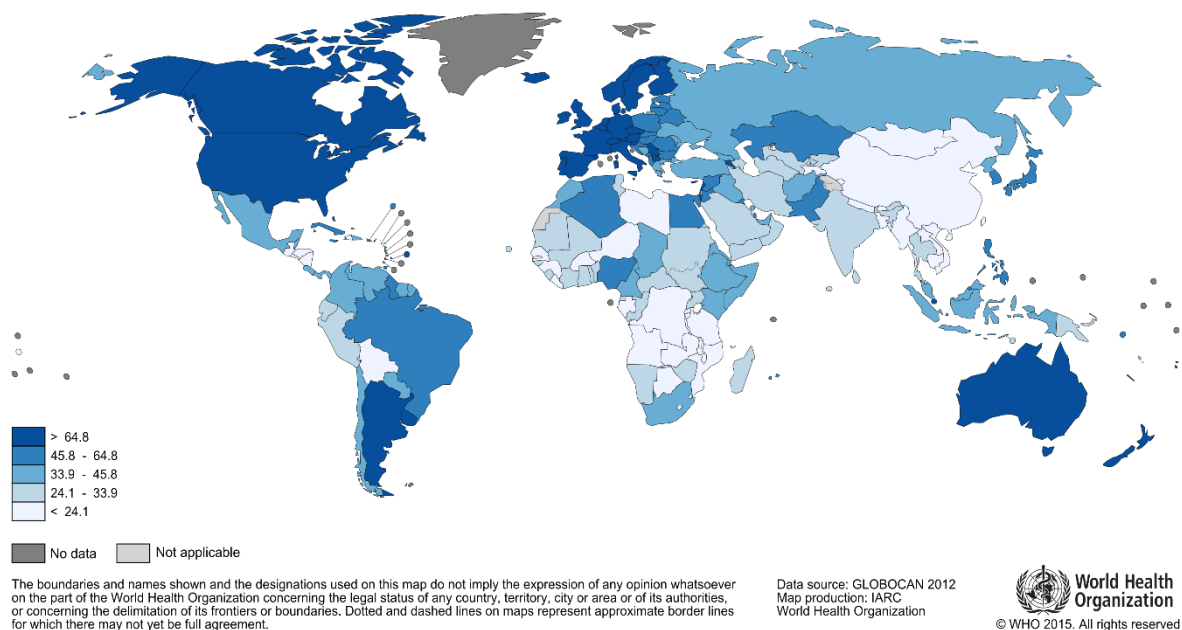 > 64.8
45.8 - 64.8
33.9 - 45.8
24.1 - 33.9
< 24.1
No data
Not applicable
The boundaries and names shown and the designations used on this map do not imply the expression of any opinion whatsoever
on the part of the World Health Organization concerning the legal status of any country, territory, city or area or of its authorities,
or concerning the delimitation of its frontiers or boundaries. Dotted and dashed lines on maps represent approximate border lines
for which there may not yet be full agreement.
Data source: GLOBOCAN 2012
Map production: IARC
World Health Organization
World Health
Organization
© WHO 2015. All rights reserved